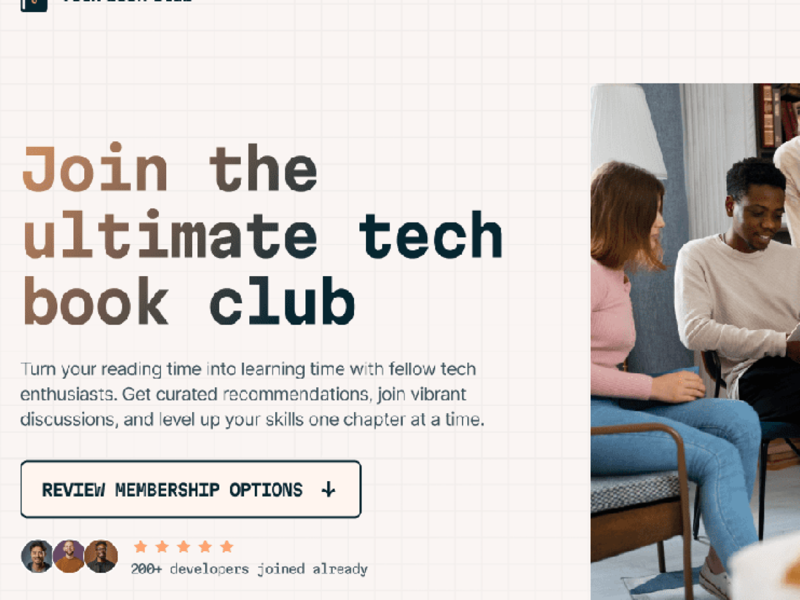 Join the
ultimate tech
book club
Turn your reading time into learning time with fellow tech
enthusiasts. Get curated recommendations, join vibrant
discussions, and level up your skills one chapter at a time.
REVIEW MEMBERSHIP OPTIONS ↓
200+ developers joined already